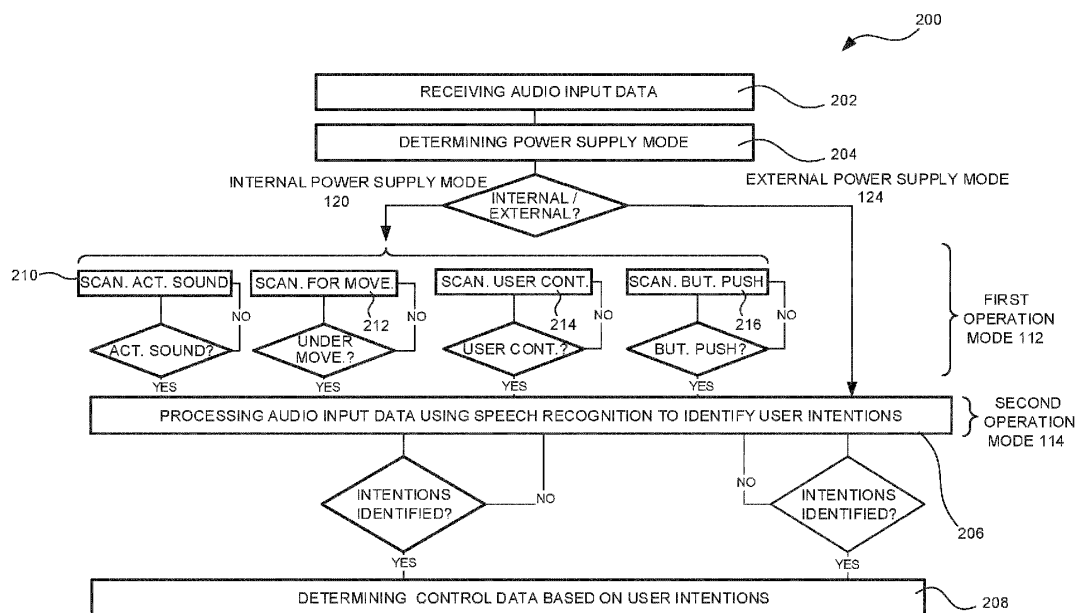 200
RECEIVING AUDIO INPUT DATA
202
DETERMINING POWER SUPPLY MODE
204
INTERNAL POWER SUPPLY MODE
120
EXTERNAL POWER SUPPLY MODE
124
INTERNAL /
EXTERNAL?
210
SCAN. ACT. SOUND
SCAN. FOR MOVE.
SCAN. USER CONT.
SCAN. BUT. PUSH
NO
212
NO
214
NO
216
NO
FIRST
OPERATION
MODE 112
ACT. SOUND?
UNDER
MOVE.?
USER CONT.?
BUT. PUSH?
YES
YES
YES
YES
PROCESSING AUDIO INPUT DATA USING SPEECH RECOGNITION TO IDENTIFY USER INTENTIONS
SECOND
OPERATION
MODE 114
INTENTIONS
IDENTIFIED?
NO
NO
INTENTIONS
IDENTIFIED?
206
YES
YES
DETERMINING CONTROL DATA BASED ON USER INTENTIONS
208